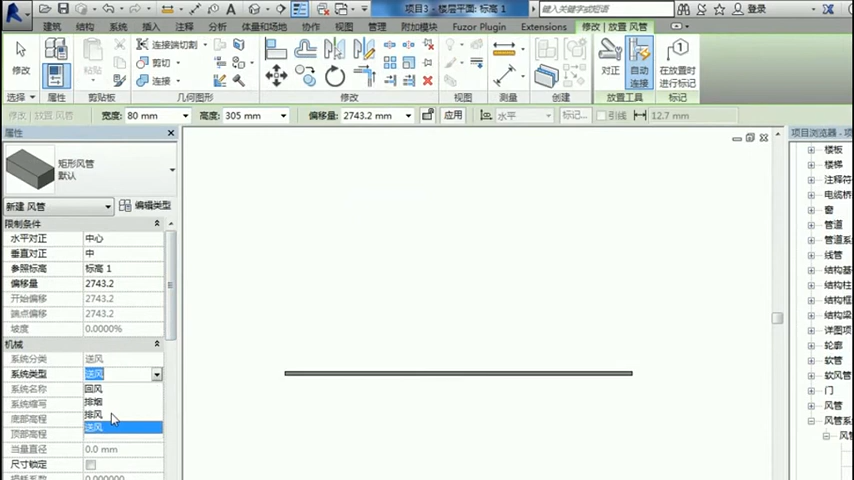 项目3 - 楼层平面: 标高 1
键入关键字或短语
登录
建筑 结构 系统 插入 注释 分析 体量和场地 协作 视图 管理 附加模块 Fuzor Plugin Extensions 修改 | 放置 风管
修改
粘贴
连接端切割
剪切
连接
对正
自动
连接
在放置时
进行标记
选择 属性 剪贴板 几何图形 修改 视图 测量 创建 放置工具 标记
修改 | 放置 风管 宽度: 80 mm 高度: 305 mm 偏移量: 2743.2 mm 应用 水平 标记... 引线 12.7 mm
属性
矩形风管
默认
新建 风管 编辑类型
限制条件
水平对正 中心
垂直对正 中
参照标高 标高 1
偏移量 2743.2
开始偏移 2743.2
端点偏移 2743.2
坡度 0.0000%
机械
系统分类 送风
系统类型 送风
系统名称 回风
系统缩写 排烟
底部高程 排风
送风
顶部高程
当量直径 0.0 mm
尺寸锁定
损耗系数 0.000000
项目浏览器 - 项
楼板
楼梯
注释符
电缆桥
窗
管道
管道系
线管
结构基
结构柱
结构框
详图项
轮廓
软管
软风管
门
风管
风管系
风管